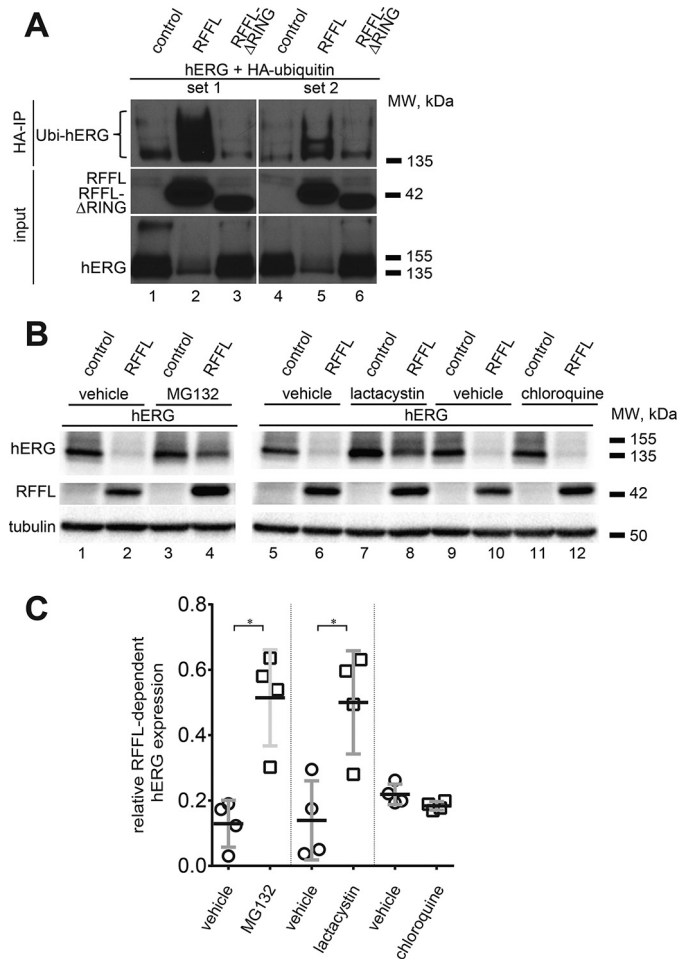 A
control RFFL RFFL-ΔRING control RFFL RFFL-ΔRING
hERG + HA-ubiquitin
set 1 set 2
MW, kDa
HA-IP
Ubi-hERG
135
input
RFFL
RFFL-
ΔRING
42
hERG
155
135
1 2 3 4 5 6
B
control RFFL control RFFL control RFFL control RFFL control RFFL control RFFL
vehicle MG132 vehicle lactacystin vehicle chloroquine
hERG hERG
MW, kDa
hERG
155
135
RFFL
42
tubulin
50
1 2 3 4 5 6 7 8 9 10 11 12
C
relative RFFL-dependent
hERG expression
0.8
0.6
0.4
0.2
0.0
* *
vehicle MG132 vehicle lactacystin vehicle chloroquine